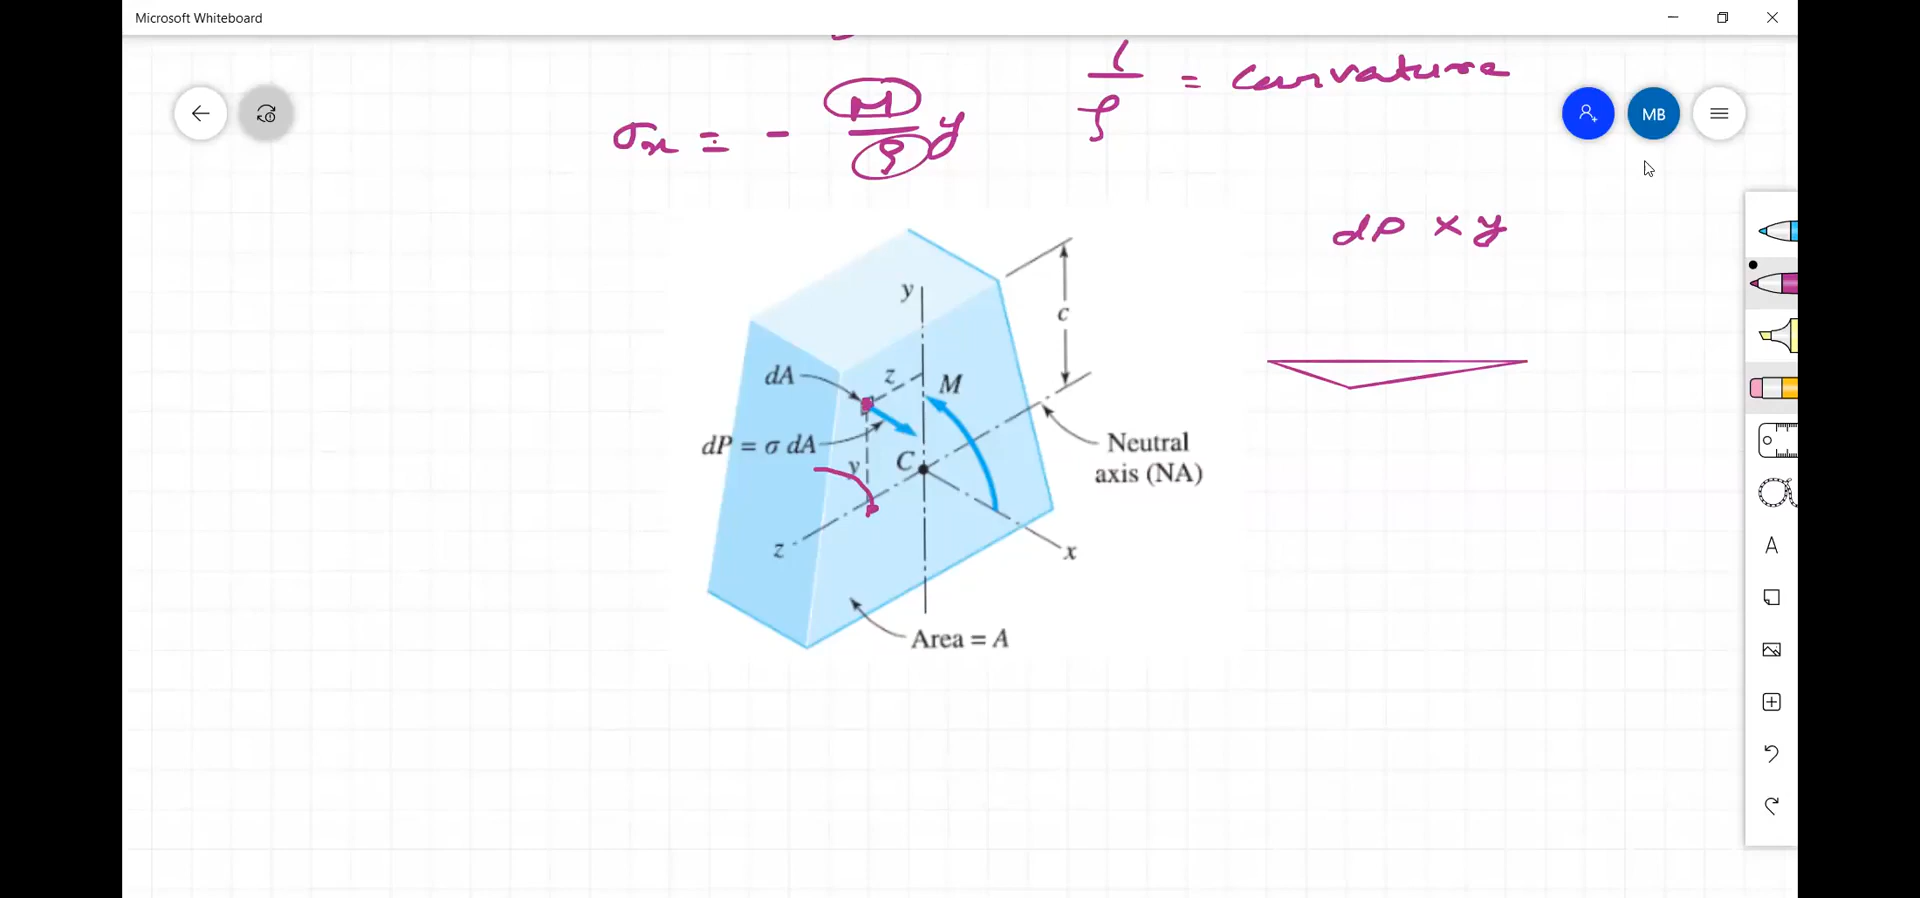 Microsoft Whiteboard
1/ρ = curvature
σx = - M/ρ y
MB
dP × y
y
c
dA
z
M
dP = σ dA
y
C
Neutral
axis (NA)
z
x
Area = A
A